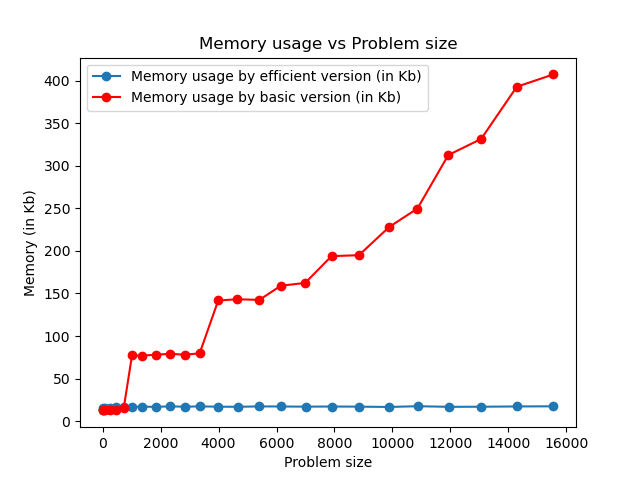 Memory usage vs Problem size
Memory usage by efficient version (in Kb)
Memory usage by basic version (in Kb)
400
350
300
250
200
150
100
50
0
Memory (in Kb)
0 2000 4000 6000 8000 10000 12000 14000 16000
Problem size